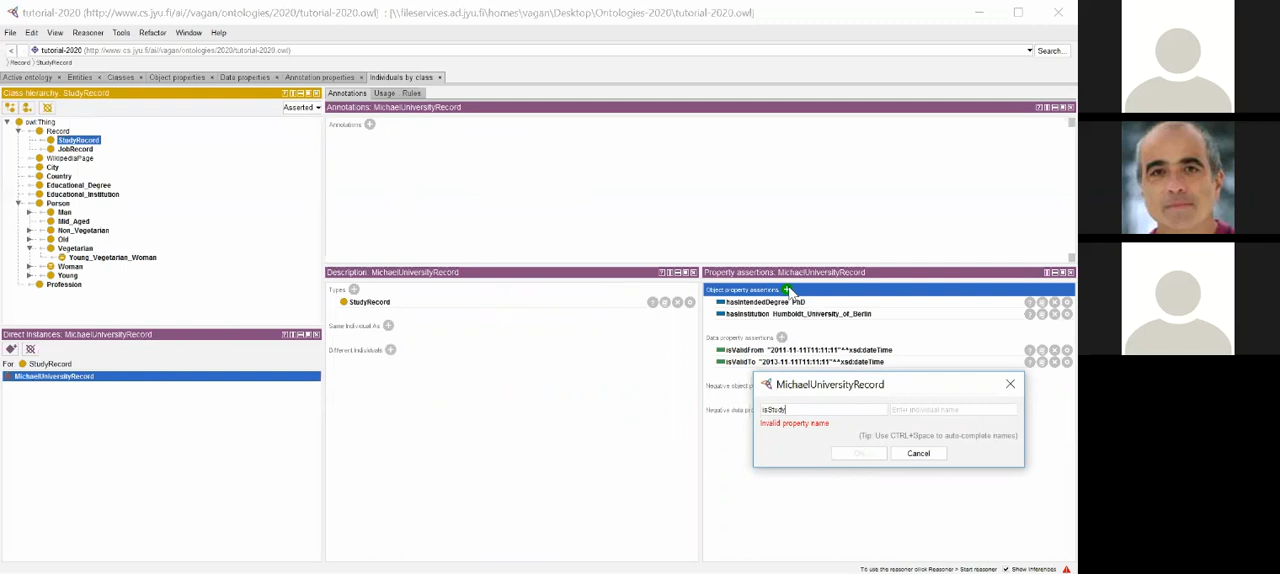 tutorial-2020 (http://www.cs.jyu.fi/ai//vagan/ontologies/2020/tutorial-2020.owl) : [\\fileservices.ad.jyu.fi\homes\vagan\Desktop\Ontologies-2020\tutorial-2020.owl]
File Edit View Reasoner Tools Refactor Window Help
< tutorial-2020 (http://www.cs.jyu.fi/ai//vagan/ontologies/2020/tutorial-2020.owl) Search...
Record StudyRecord
Active ontology × Entities × Classes × Object properties × Data properties × Annotation properties × Individuals by class ×
Class hierarchy: StudyRecord
Asserted
owl:Thing
Record
StudyRecord
JobRecord
WikipediaPage
City
Country
Educational_Degree
Educational_Institution
Person
Man
Mid_Aged
Non_Vegetarian
Old
Vegetarian
Young_Vegetarian_Woman
Woman
Young
Profession
Direct Instances: MichaelUniversityRecord
For StudyRecord
MichaelUniversityRecord
Annotations Usage Rules
Annotations: MichaelUniversityRecord
Annotations
Description: MichaelUniversityRecord
Types
StudyRecord
Same Individual As
Different Individuals
Property assertions: MichaelUniversityRecord
Object property assertions
hasIntendedDegree PhD
hasInstitution Humboldt_University_of_Berlin
Data property assertions
isValidFrom "2011-11-11T11:11:11"^^xsd:dateTime
isValidTo "2013-11-11T11:11:11"^^xsd:dateTime
Negative object p
Negative data pro
MichaelUniversityRecord
isStudy Enter individual name
Invalid property name
(Tip: Use CTRL+Space to auto-complete names)
OK Cancel
To use the reasoner click Reasoner > Start reasoner Show Inferences